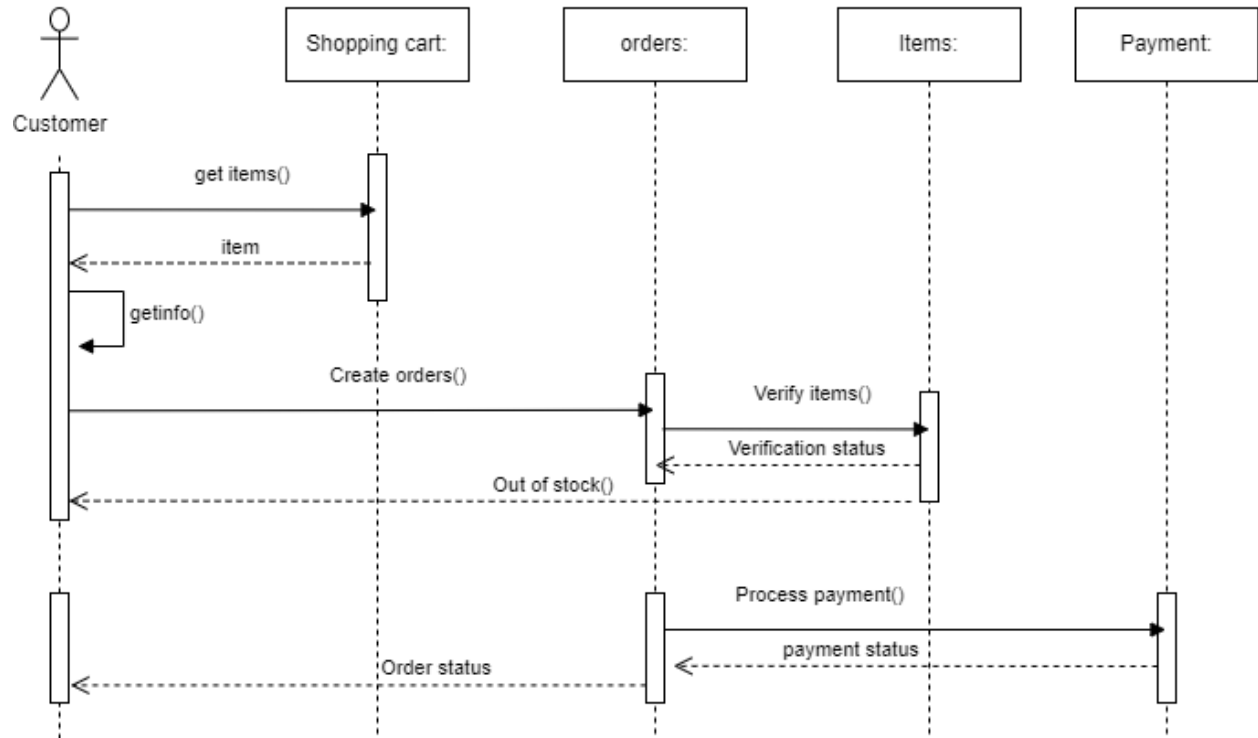 Shopping cart:
orders:
Items:
Payment:
Customer
get items()
item
getinfo()
Create orders()
Verify items()
Verification status
Out of stock()
Process payment()
payment status
Order status